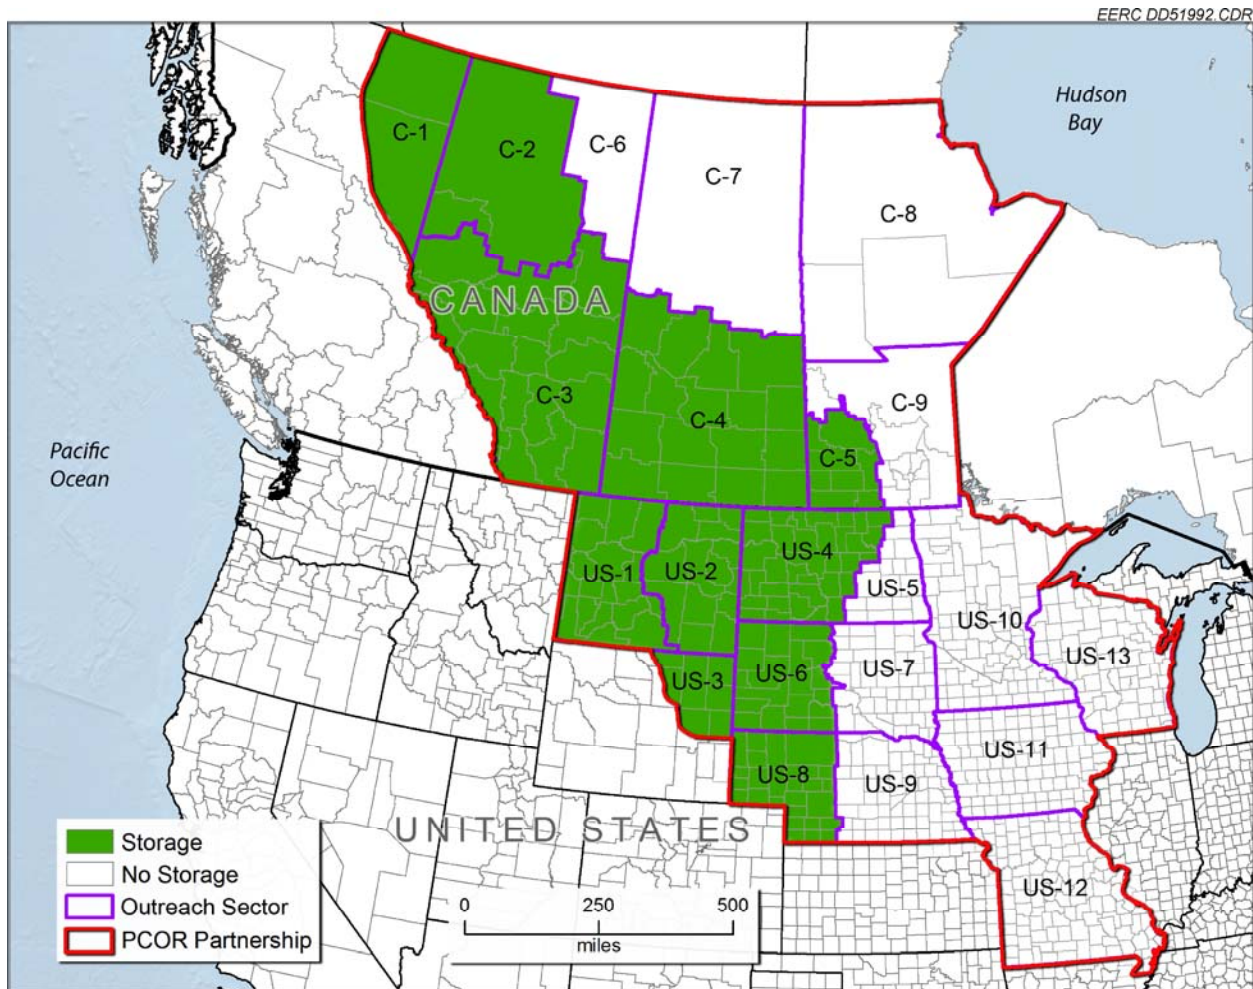 EERC DD51992.CDR
Hudson
Bay
C-1
C-2
C-6
C-7
C-8
CANADA
C-3
C-4
C-9
C-5
Pacific
Ocean
US-1
US-2
US-4
US-5
US-10
US-3
US-6
US-7
US-13
US-8
US-9
US-11
UNITED STATES
US-12
Storage
No Storage
Outreach Sector
PCOR Partnership
0 250 500
miles